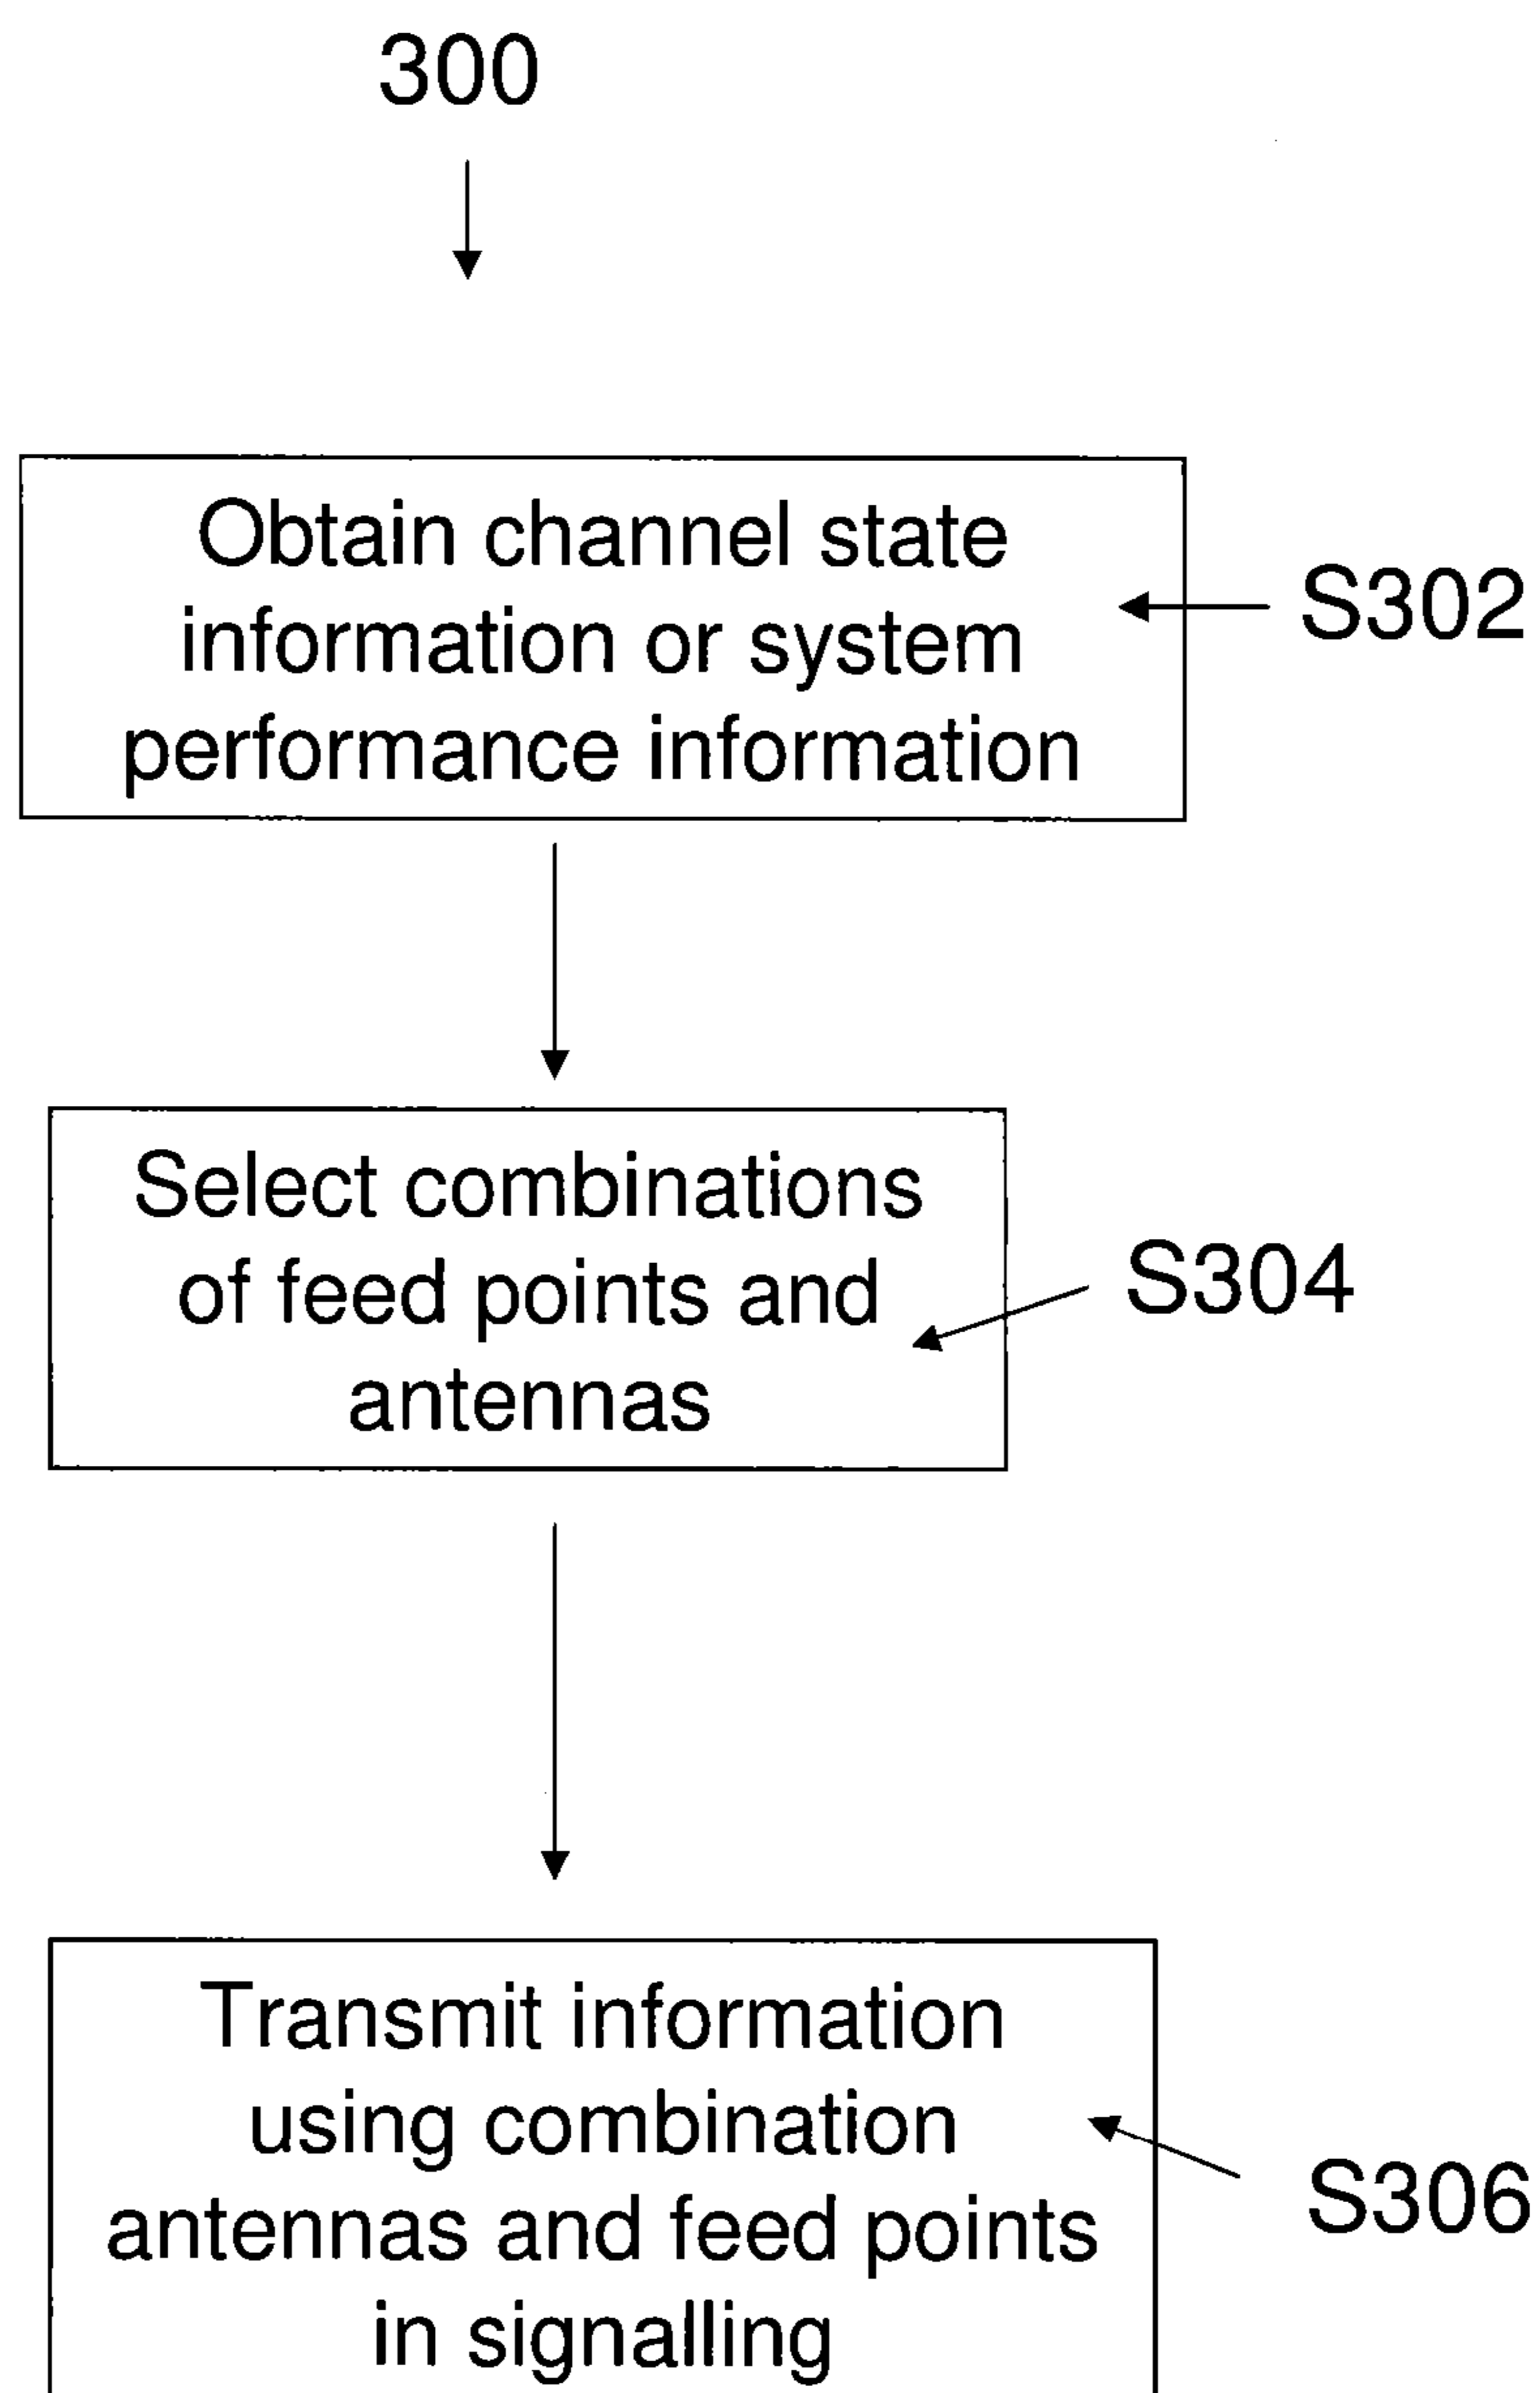 300
Obtain channel state
information or system
performance information
S302
Select combinations
of feed points and
antennas
S304
Transmit information
using combination
antennas and feed points
in signalling
S306